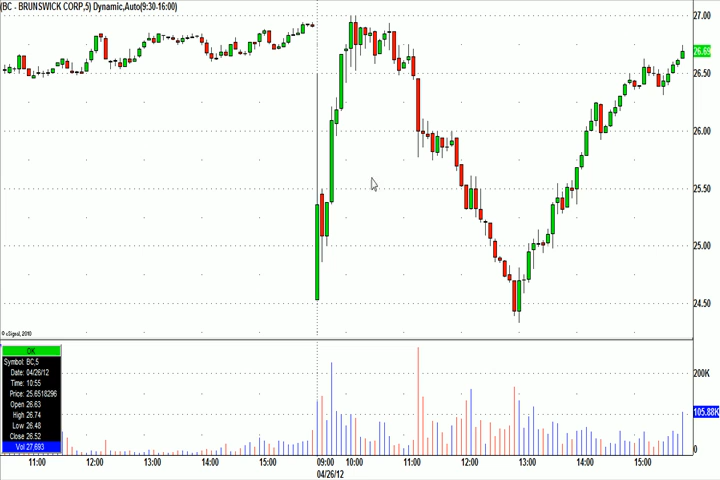 (BC - BRUNSWICK CORP,5) Dynamic,Auto(9:30-16:00)
27.00
26.69
26.50
26.00
25.50
25.00
24.50
© eSignal, 2010
OK
Symbol: BC,5
Date: 04/26/12
Time: 10:55
Price: 25.6518296
Open 26.63
High 26.74
Low 26.48
Close 26.52
Vol 27,693
200K
105.88K
0
11:00 12:00 13:00 14:00 15:00 09:00 10:00 11:00 12:00 13:00 14:00 15:00
04/26/12